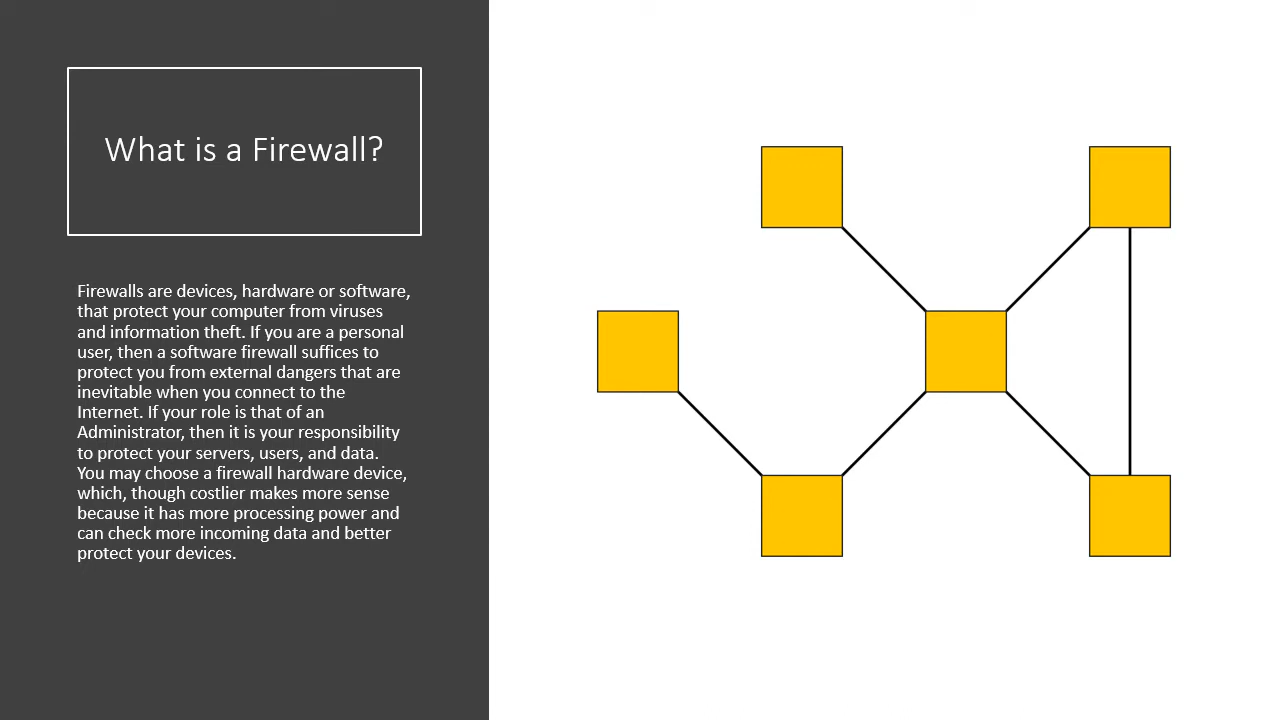 What is a Firewall?
Firewalls are devices, hardware or software,
that protect your computer from viruses
and information theft. If you are a personal
user, then a software firewall suffices to
protect you from external dangers that are
inevitable when you connect to the
Internet. If your role is that of an
Administrator, then it is your responsibility
to protect your servers, users, and data.
You may choose a firewall hardware device,
which, though costlier makes more sense
because it has more processing power and
can check more incoming data and better
protect your devices.